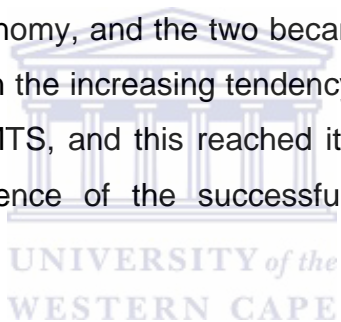 nomy, and the two becar
n the increasing tendency
MTS, and this reached it
ence of the successfu
UNIVERSITY of the
WESTERN CAPE